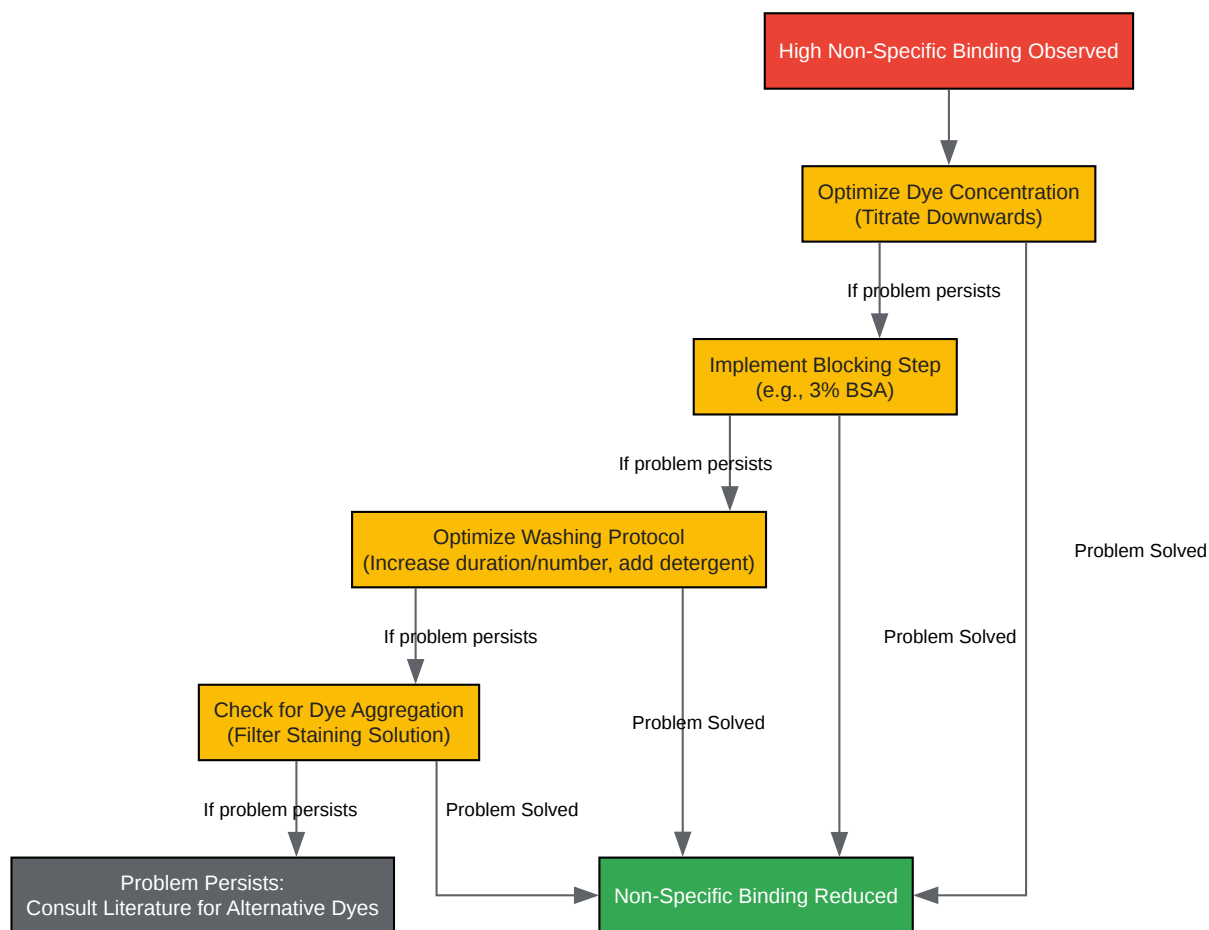 High Non-Specific Binding Observed
Optimize Dye Concentration
(Titrate Downwards)
If problem persists
Implement Blocking Step
(e.g., 3% BSA)
If problem persists
Optimize Washing Protocol
(Increase duration/number, add detergent)
Problem Solved
If problem persists
Problem Solved
Check for Dye Aggregation
(Filter Staining Solution)
Problem Solved
If problem persists
Problem Solved
Problem Persists:
Consult Literature for Alternative Dyes
Non-Specific Binding Reduced